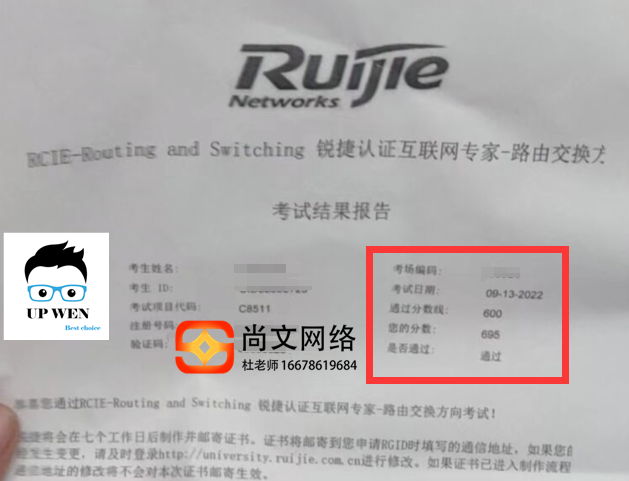 Ruijie
Networks
RCIE-Routing and Switching 锐捷认证互联网专家-路由交换方
考试结果报告
考生姓名:
考生 ID:
考试项目代码: C8511
注册号码
验证码:
考场编码:
考试日期: 09-13-2022
通过分数线: 600
您的分数: 695
是否通过: 通过
UP WEN
Best choice
尚文网络
杜老师 16678619684
您通过RCIE-Routing and Switching 锐捷认证互联网专家-路由交换方向考试!
锐捷将会在七个工作日后制作并邮寄证书。证书将邮寄到您申请RGID时填写的通信地址, 如果您的
发生变更, 请及时登录http://university.ruijie.com.cn进行修改。如果证书已进入制作流程
地址的修改将不会对本次证书邮寄生效。